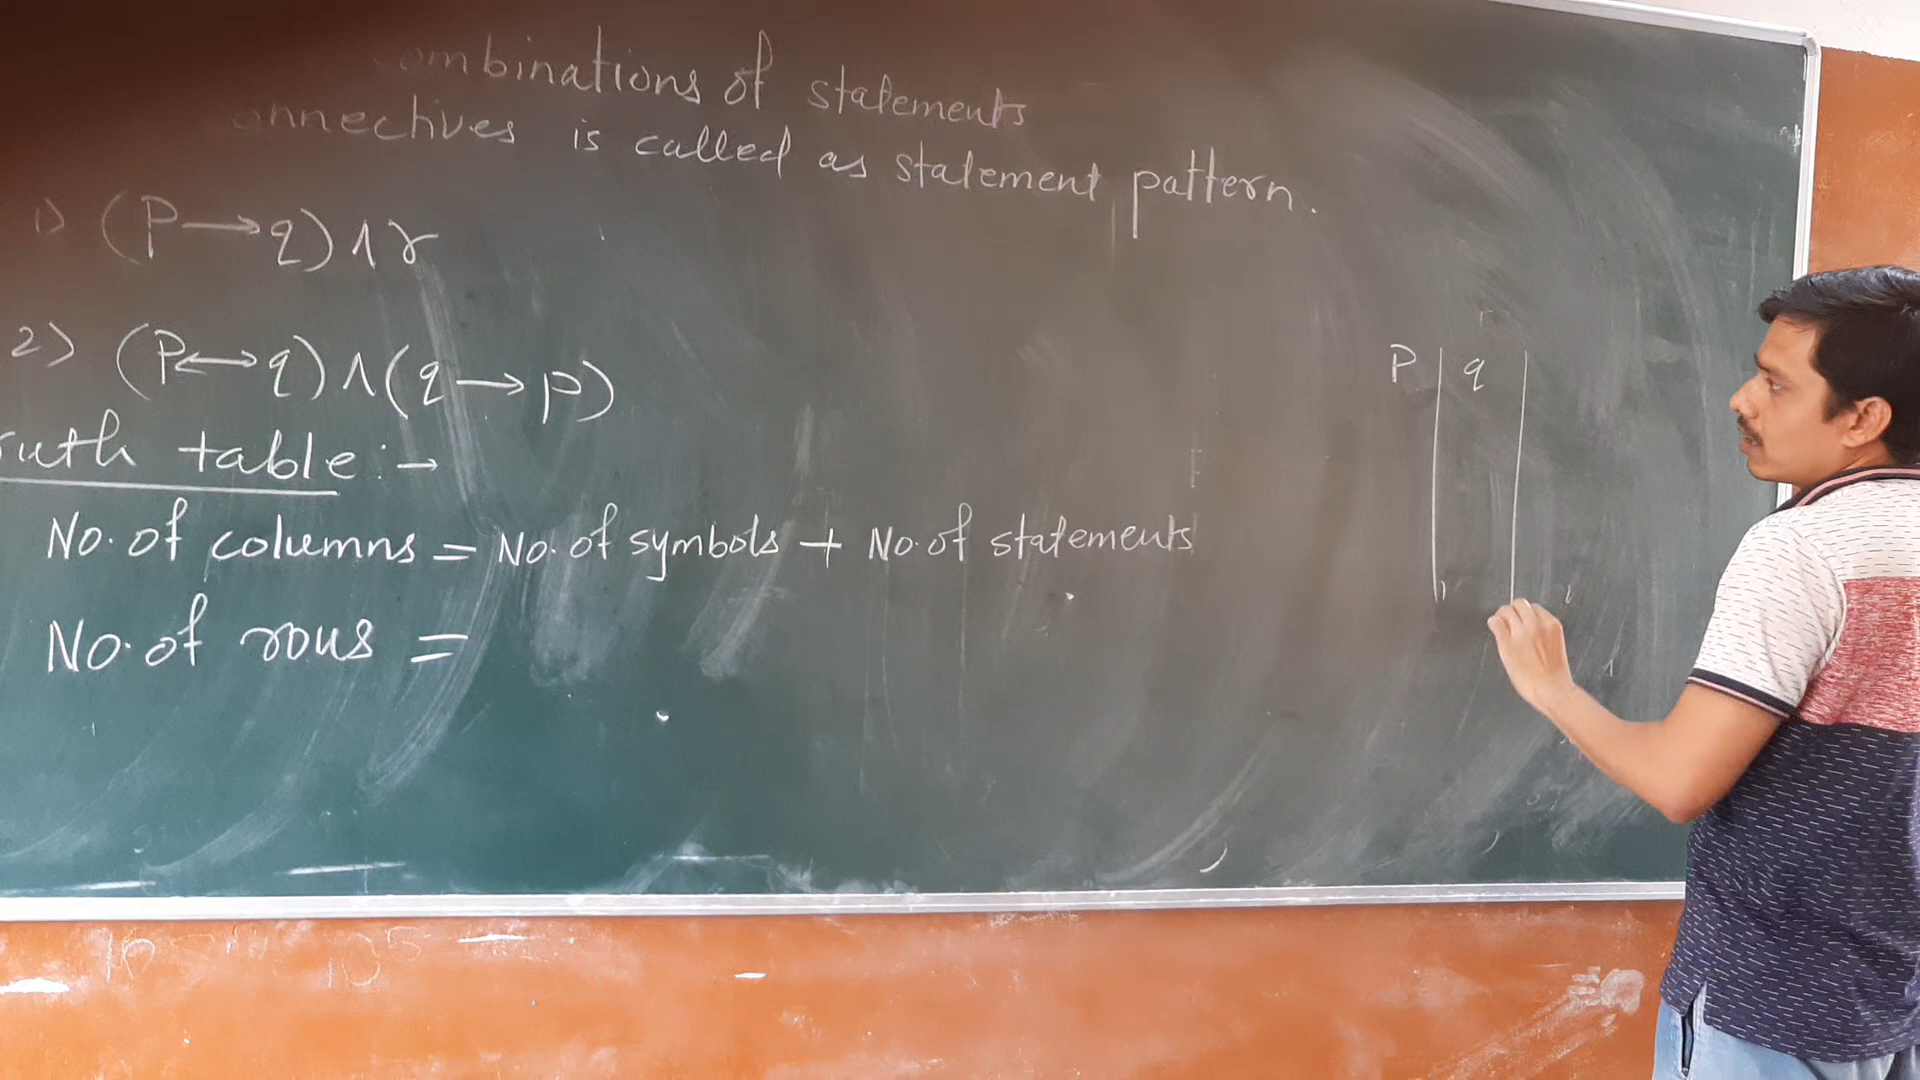 combinations of statements
connectives is called as statement pattern.
1) (P→q)∧r
2) (P↔q)∧(q→p)
ruth table :-
No. of columns = No. of symbols + No. of statements
No. of rows =
P q